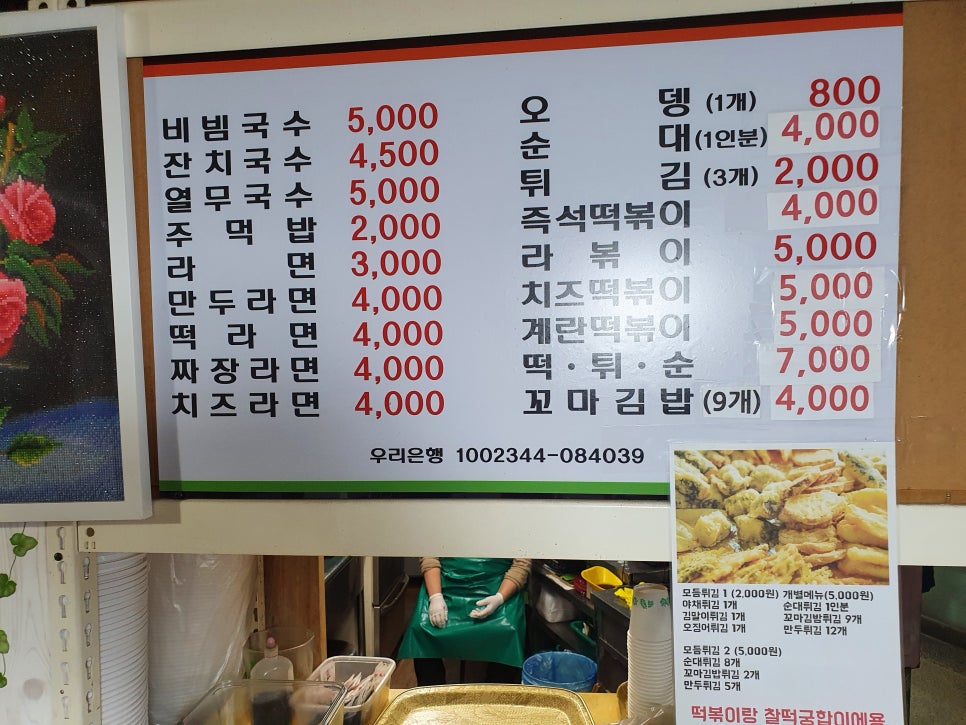 비빔국수 5,000
잔치국수 4,500
열무국수 5,000
주먹밥 2,000
라면 3,000
만두라면 4,000
떡라면 4,000
짜장라면 4,000
치즈라면 4,000
오뎅 (1개) 800
순대 (1인분) 4,000
튀김 (3개) 2,000
즉석떡볶이 4,000
라볶이 5,000
치즈떡볶이 5,000
계란떡볶이 5,000
떡·튀·순 7,000
꼬마김밥 (9개) 4,000
우리은행 1002344-084039
모듬튀김 1 (2,000원)
야채튀김 1개
김말이튀김 1개
오징어튀김 1개
개별메뉴(5,000원)
순대튀김 1인분
꼬마김밥튀김 9개
만두튀김 12개
모듬튀김 2 (5,000원)
순대튀김 8개
꼬마김밥튀김 2개
만두튀김 5개
떡볶이랑 찰떡궁합이에욤